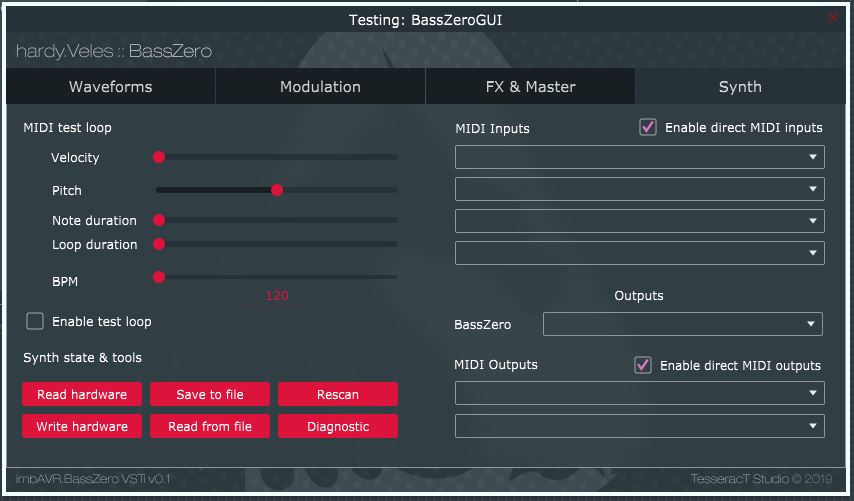 Testing: BassZeroGUI
hardy.Veles :: BassZero
Waveforms
Modulation
FX & Master
Synth
MIDI test loop
Velocity
Pitch
Note duration
Loop duration
BPM
120
Enable test loop
Synth state & tools
Read hardware
Save to file
Rescan
Write hardware
Read from file
Diagnostic
MIDI Inputs
Enable direct MIDI inputs
Outputs
BassZero
MIDI Outputs
Enable direct MIDI outputs
imbAVR.BassZero VSTi v0.1
TesseracT Studio © 2019